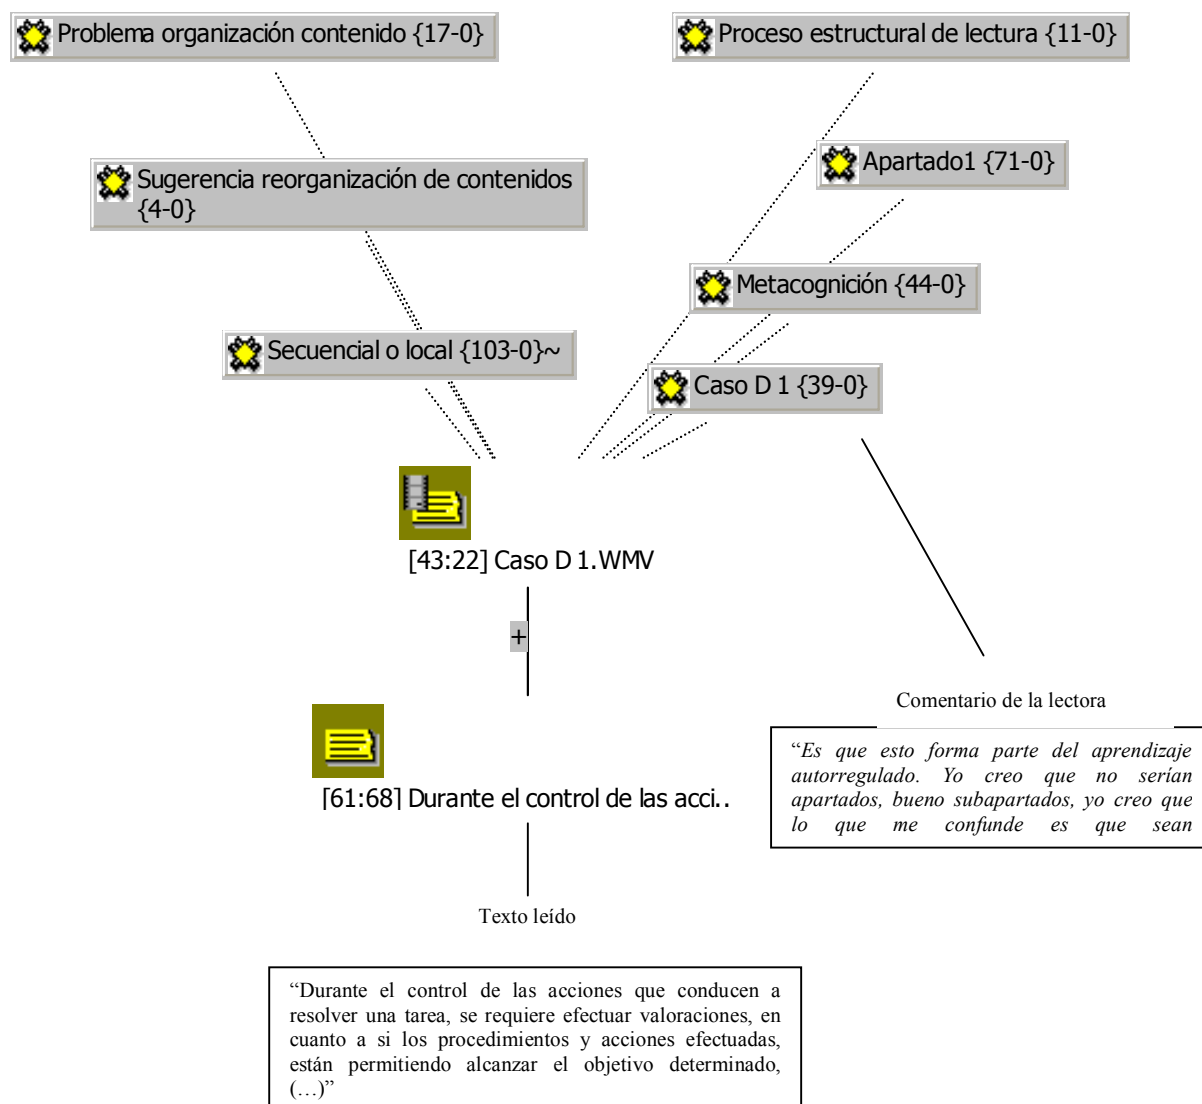 Problema organización contenido {17-0}
Proceso estructural de lectura {11-0}
Apartado1 {71-0}
Sugerencia reorganización de contenidos
{4-0}
Metacognición {44-0}
Secuencial o local {103-0}~
Caso D 1 {39-0}
[43:22] Caso D 1.WMV
+
Comentario de la lectora
“Es que esto forma parte del aprendizaje
autorregulado. Yo creo que no serían
apartados, bueno subapartados, yo creo que
lo que me confunde es que sean
[61:68] Durante el control de las acci..
Texto leído
“Durante el control de las acciones que conducen a
resolver una tarea, se requiere efectuar valoraciones, en
cuanto a si los procedimientos y acciones efectuadas,
están permitiendo alcanzar el objetivo determinado,
(…)”